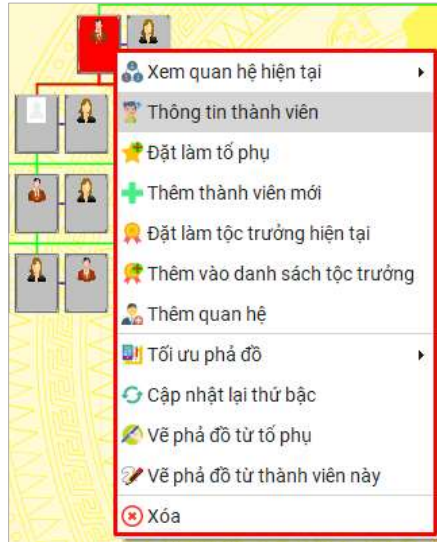 Xem quan hệ hiện tại
Thông tin thành viên
Đặt làm tổ phụ
Thêm thành viên mới
Đặt làm tộc trưởng hiện tại
Thêm vào danh sách tộc trưởng
Thêm quan hệ
Tối ưu phả đồ
Cập nhật lại thứ bậc
Vẽ phả đồ từ tổ phụ
Vẽ phả đồ từ thành viên này
Xóa